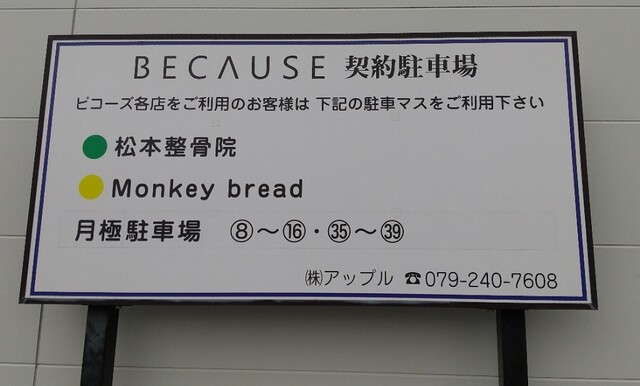 BECAUSE 契約駐車場
ビコーズ各店をご利用のお客様は 下記の駐車マスをご利用下さい
松本整骨院
Monkey bread
月極駐車場 ⑧～⑯・㉟～㊴
㈱アップル ☎079-240-7608